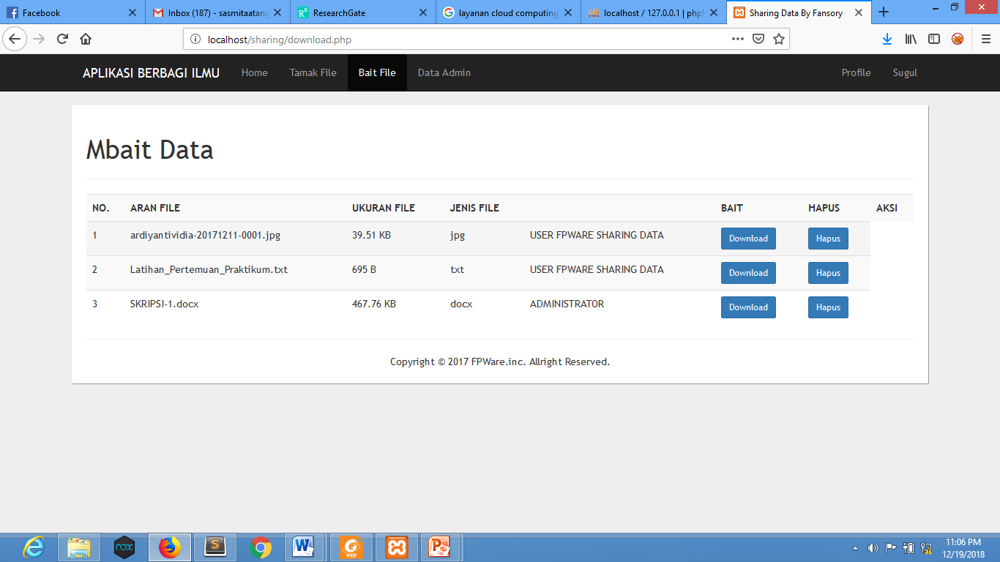 Facebook
Inbox (187) - sasmitaatang
ResearchGate
layanan cloud computing
localhost / 127.0.0.1 | phpM
Sharing Data By Fansory
localhost/sharing/download.php
APLIKASI BERBAGI ILMU Home Tamak File Bait File Data Admin Profile Sugul
Mbait Data
NO. ARAN FILE UKURAN FILE JENIS FILE BAIT HAPUS AKSI
1 ardiyantividia-20171211-0001.jpg 39.51 KB jpg USER FPWARE SHARING DATA Download Hapus
2 Latihan_Pertemuan_Praktikum.txt 695 B txt USER FPWARE SHARING DATA Download Hapus
3 SKRIPSI-1.docx 467.76 KB docx ADMINISTRATOR Download Hapus
Copyright © 2017 FPWare.inc. Allright Reserved.
11:06 PM
12/19/2018